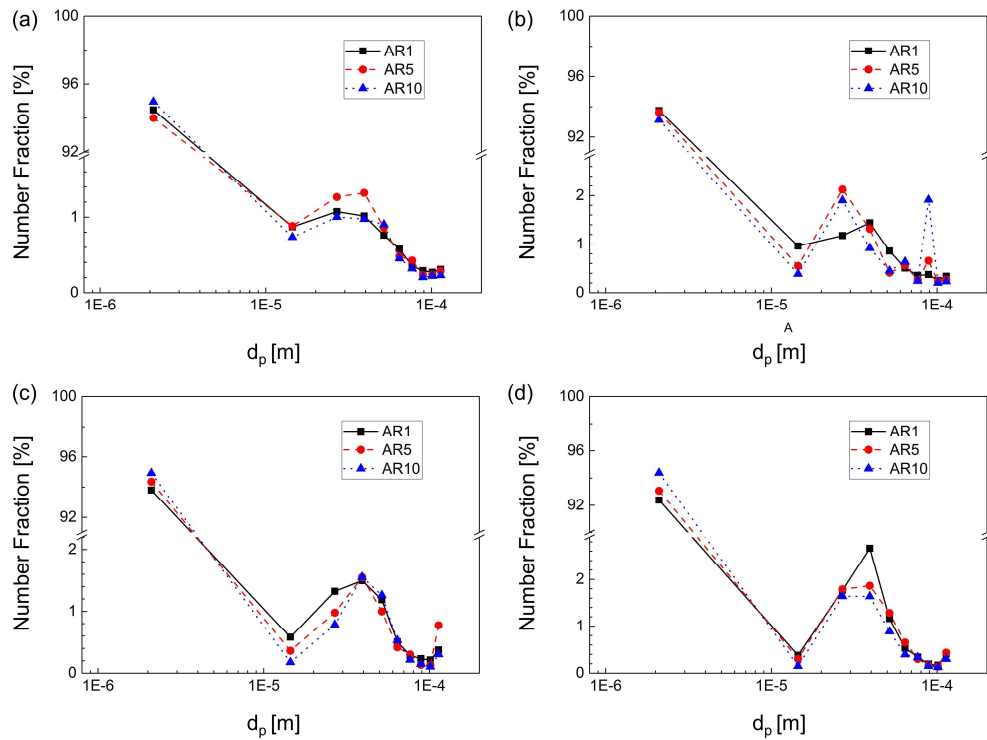 (a)
100
96
92
1
0
Number Fraction [%]
AR1
AR5
AR10
1E-6
1E-5
1E-4
dp [m]
(b)
100
96
92
2
1
0
Number Fraction [%]
AR1
AR5
AR10
1E-6
1E-5
1E-4
A
dp [m]
(c)
100
96
92
2
1
0
Number Fraction [%]
AR1
AR5
AR10
1E-6
1E-5
1E-4
dp [m]
(d)
100
96
92
2
1
0
Number Fraction [%]
AR1
AR5
AR10
1E-6
1E-5
1E-4
dp [m]